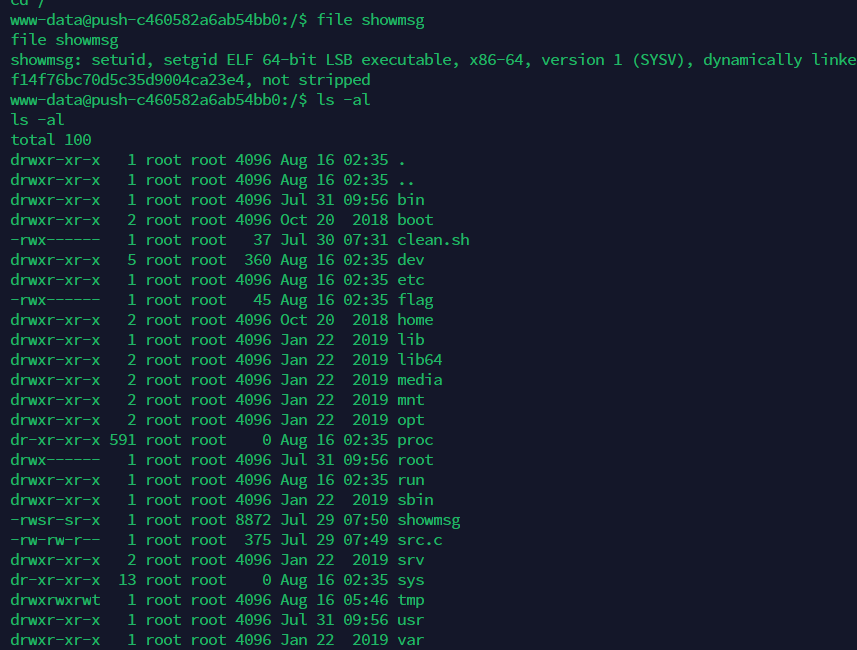 cd /
www-data@push-c460582a6ab54bb0:/$ file showmsg
file showmsg
showmsg: setuid, setgid ELF 64-bit LSB executable, x86-64, version 1 (SYSV), dynamically linke
f14f76bc70d5c35d9004ca23e4, not stripped
www-data@push-c460582a6ab54bb0:/$ ls -al
ls -al
total 100
drwxr-xr-x   1 root root 4096 Aug 16 02:35 .
drwxr-xr-x   1 root root 4096 Aug 16 02:35 ..
drwxr-xr-x   1 root root 4096 Jul 31 09:56 bin
drwxr-xr-x   2 root root 4096 Oct 20  2018 boot
-rwx------   1 root root   37 Jul 30 07:31 clean.sh
drwxr-xr-x   5 root root  360 Aug 16 02:35 dev
drwxr-xr-x   1 root root 4096 Aug 16 02:35 etc
-rwx------   1 root root   45 Aug 16 02:35 flag
drwxr-xr-x   2 root root 4096 Oct 20  2018 home
drwxr-xr-x   1 root root 4096 Jan 22  2019 lib
drwxr-xr-x   2 root root 4096 Jan 22  2019 lib64
drwxr-xr-x   2 root root 4096 Jan 22  2019 media
drwxr-xr-x   2 root root 4096 Jan 22  2019 mnt
drwxr-xr-x   2 root root 4096 Jan 22  2019 opt
dr-xr-xr-x 591 root root    0 Aug 16 02:35 proc
drwx------   1 root root 4096 Jul 31 09:56 root
drwxr-xr-x   1 root root 4096 Aug 16 02:35 run
drwxr-xr-x   1 root root 4096 Jan 22  2019 sbin
-rwsr-sr-x   1 root root 8872 Jul 29 07:50 showmsg
-rw-rw-r--   1 root root  375 Jul 29 07:49 src.c
drwxr-xr-x   2 root root 4096 Jan 22  2019 srv
dr-xr-xr-x  13 root root    0 Aug 16 02:35 sys
drwxrwxrwt   1 root root 4096 Aug 16 05:46 tmp
drwxr-xr-x   1 root root 4096 Jul 31 09:56 usr
drwxr-xr-x   1 root root 4096 Jan 22  2019 var